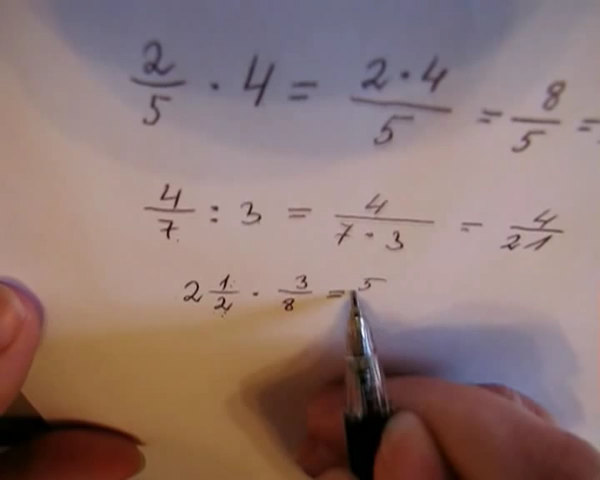 2/5 · 4 = 2·4/5 = 8/5 =
4/7 : 3 = 4/7·3 = 4/21
2 1/2 · 3/8 = 5